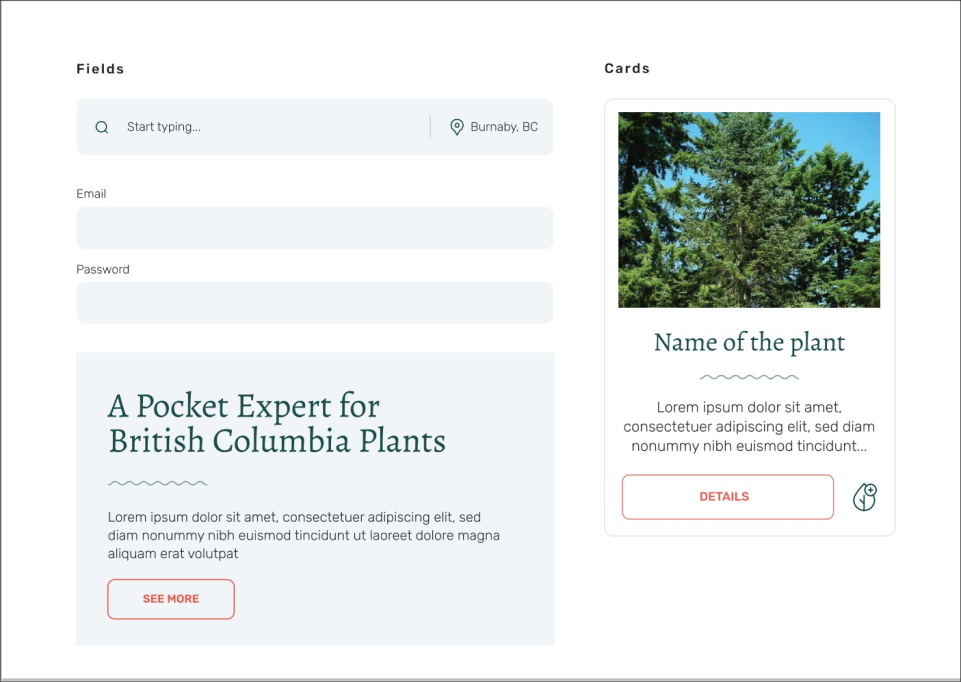 Fields
Start typing...
Burnaby, BC
Email
Password
A Pocket Expert for
British Columbia Plants
Lorem ipsum dolor sit amet, consectetuer adipiscing elit, sed
diam nonummy nibh euismod tincidunt ut laoreet dolore magna
aliquam erat volutpat
SEE MORE
Cards
Name of the plant
Lorem ipsum dolor sit amet,
consectetuer adipiscing elit, sed diam
nonummy nibh euismod tincidunt...
DETAILS